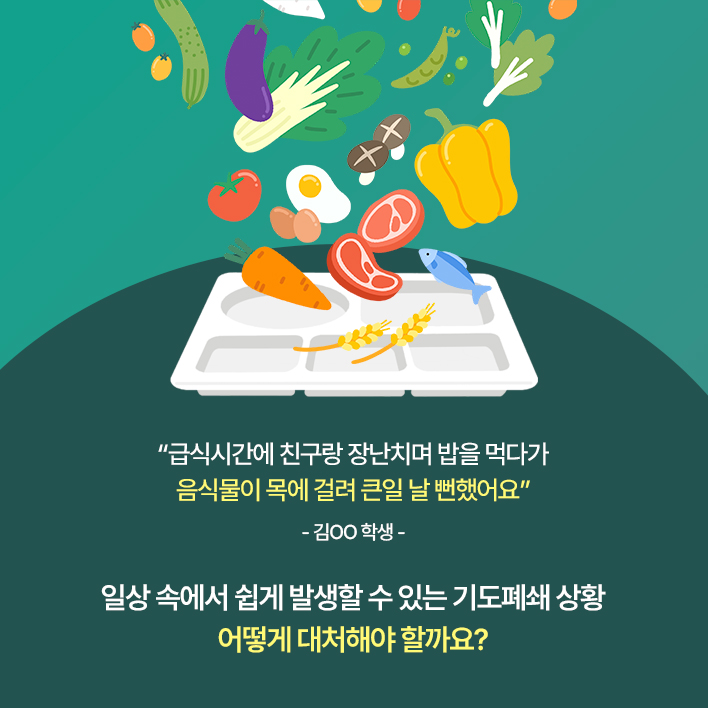 “급식시간에 친구랑 장난치며 밥을 먹다가
음식물이 목에 걸려 큰일 날 뻔했어요”
- 김OO 학생 -
일상 속에서 쉽게 발생할 수 있는 기도폐쇄 상황
어떻게 대처해야 할까요?